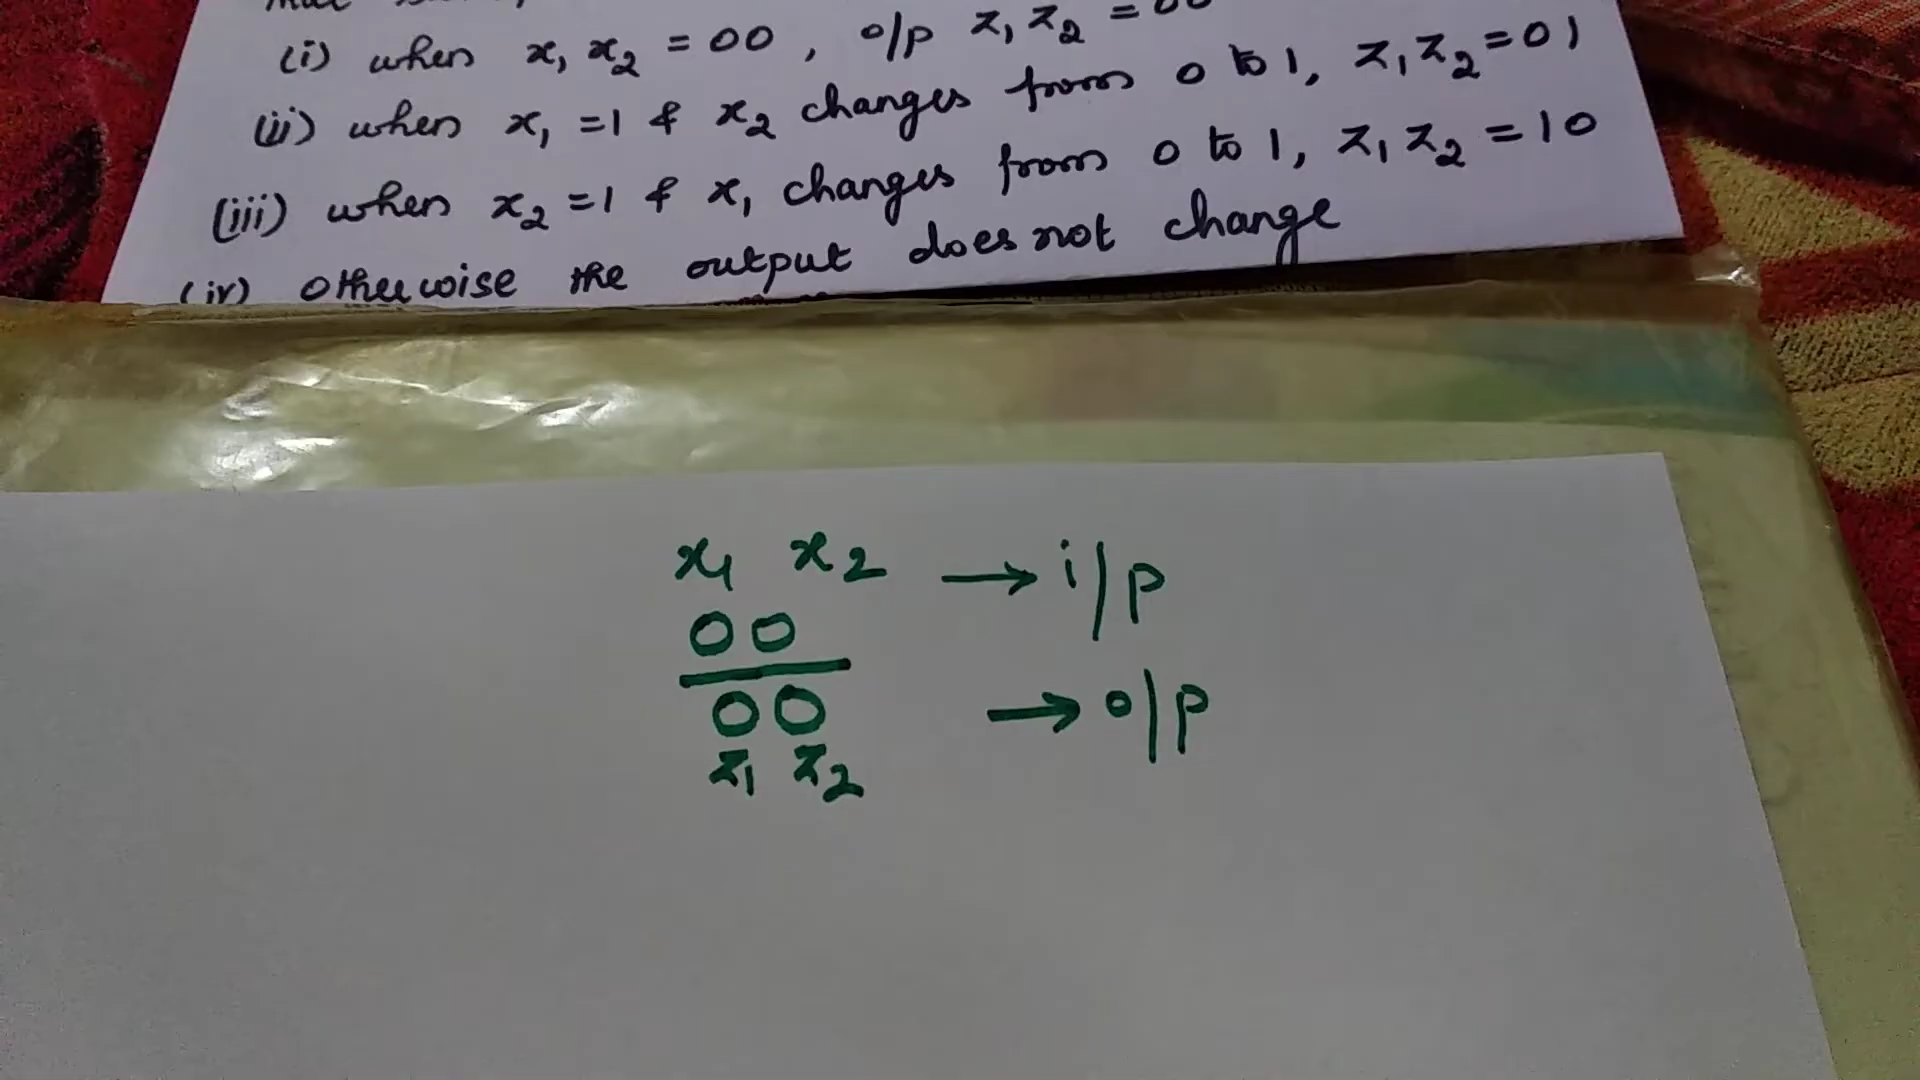 (i) when x₁ x₂ = 00, o/p z₁ z₂ = 00
(ii) when x₁ = 1 & x₂ changes from 0 to 1, z₁ z₂ = 01
(iii) when x₂ = 1 & x₁ changes from 0 to 1, z₁ z₂ = 10
(iv) otherwise the output does not change
x₁ x₂ → i/p
00
00 → o/p
z₁ z₂